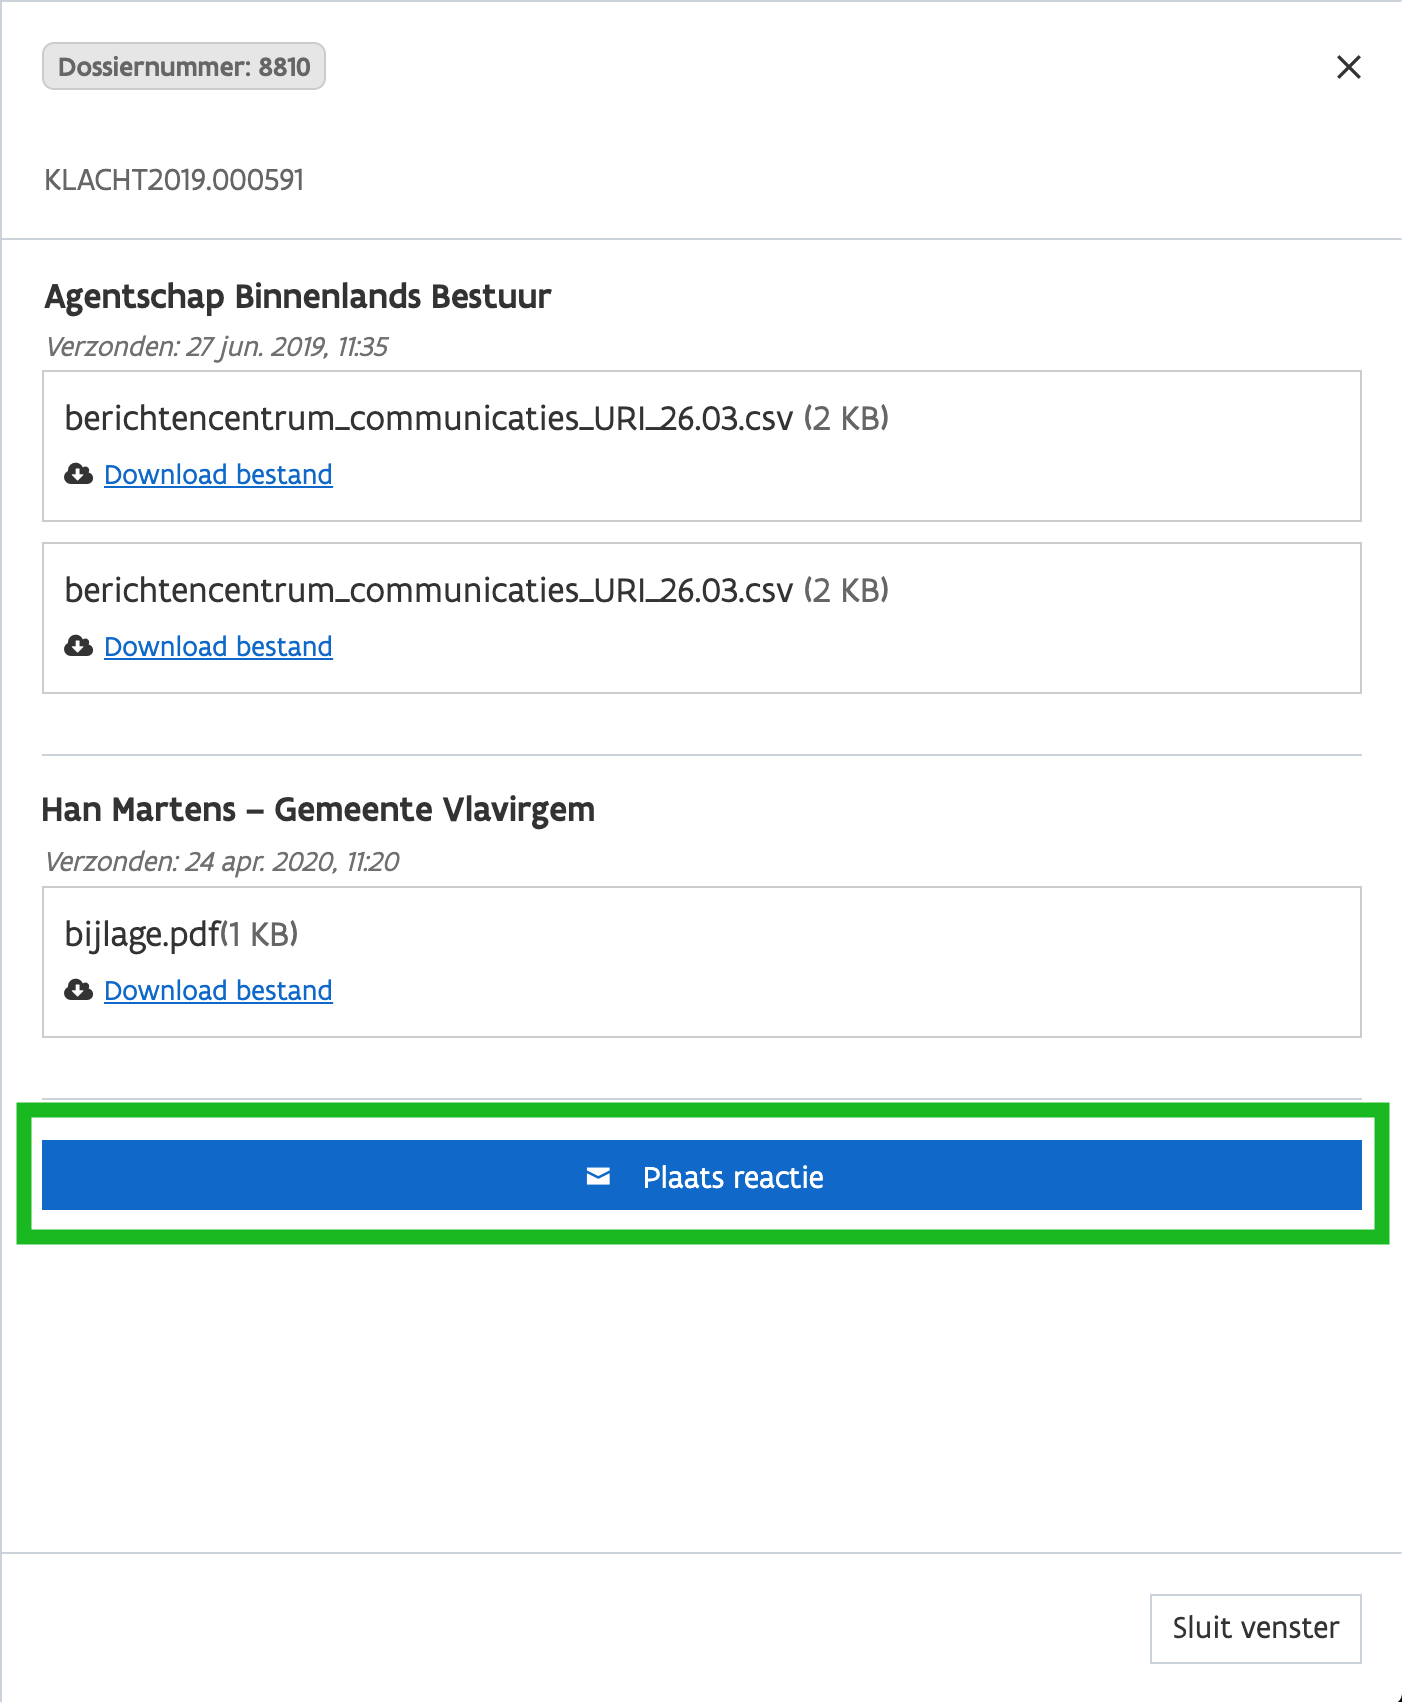 Dossiernummer: 8810
KLACHT2019.000591
Agentschap Binnenlands Bestuur
Verzonden: 27 jun. 2019, 11:35
berichtencentrum_communicaties_URI_26.03.csv (2 KB)
Download bestand
berichtencentrum_communicaties_URI_26.03.csv (2 KB)
Download bestand
Han Martens – Gemeente Vlavirgem
Verzonden: 24 apr. 2020, 11:20
bijlage.pdf(1 KB)
Download bestand
Plaats reactie
Sluit venster